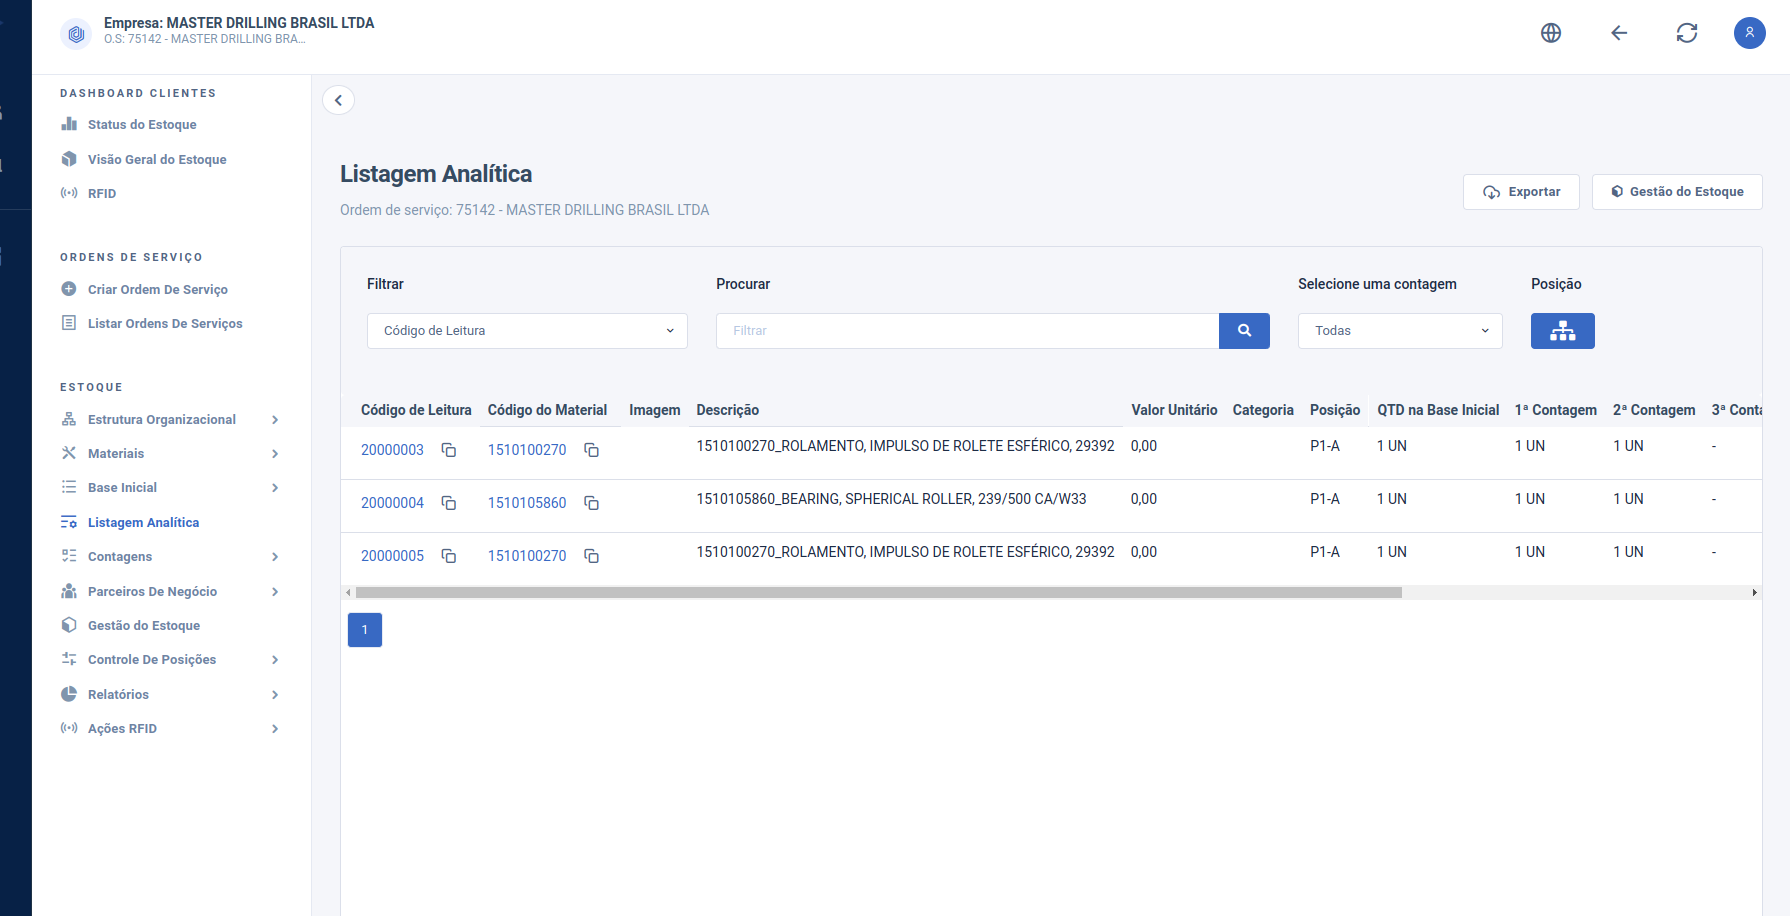 Empresa: MASTER DRILLING BRASIL LTDA
O.S: 75142 - MASTER DRILLING BRA...
DASHBOARD CLIENTES
Status do Estoque
Visão Geral do Estoque
RFID
ORDENS DE SERVIÇO
Criar Ordem De Serviço
Listar Ordens De Serviços
ESTOQUE
Estrutura Organizacional
Materiais
Base Inicial
Listagem Analítica
Contagens
Parceiros De Negócio
Gestão do Estoque
Controle De Posições
Relatórios
Ações RFID
Listagem Analítica
Ordem de serviço: 75142 - MASTER DRILLING BRASIL LTDA
Exportar
Gestão do Estoque
Filtrar
Procurar
Selecione uma contagem
Posição
Código de Leitura
Filtrar
Todas
Código de Leitura Código do Material Imagem Descrição Valor Unitário Categoria Posição QTD na Base Inicial 1ª Contagem 2ª Contagem 3ª Conta
20000003 1510100270 1510100270_ROLAMENTO, IMPULSO DE ROLETE ESFÉRICO, 29392 0,00 P1-A 1 UN 1 UN 1 UN -
20000004 1510105860 1510105860_BEARING, SPHERICAL ROLLER, 239/500 CA/W33 0,00 P1-A 1 UN 1 UN 1 UN -
20000005 1510100270 1510100270_ROLAMENTO, IMPULSO DE ROLETE ESFÉRICO, 29392 0,00 P1-A 1 UN 1 UN 1 UN -
1